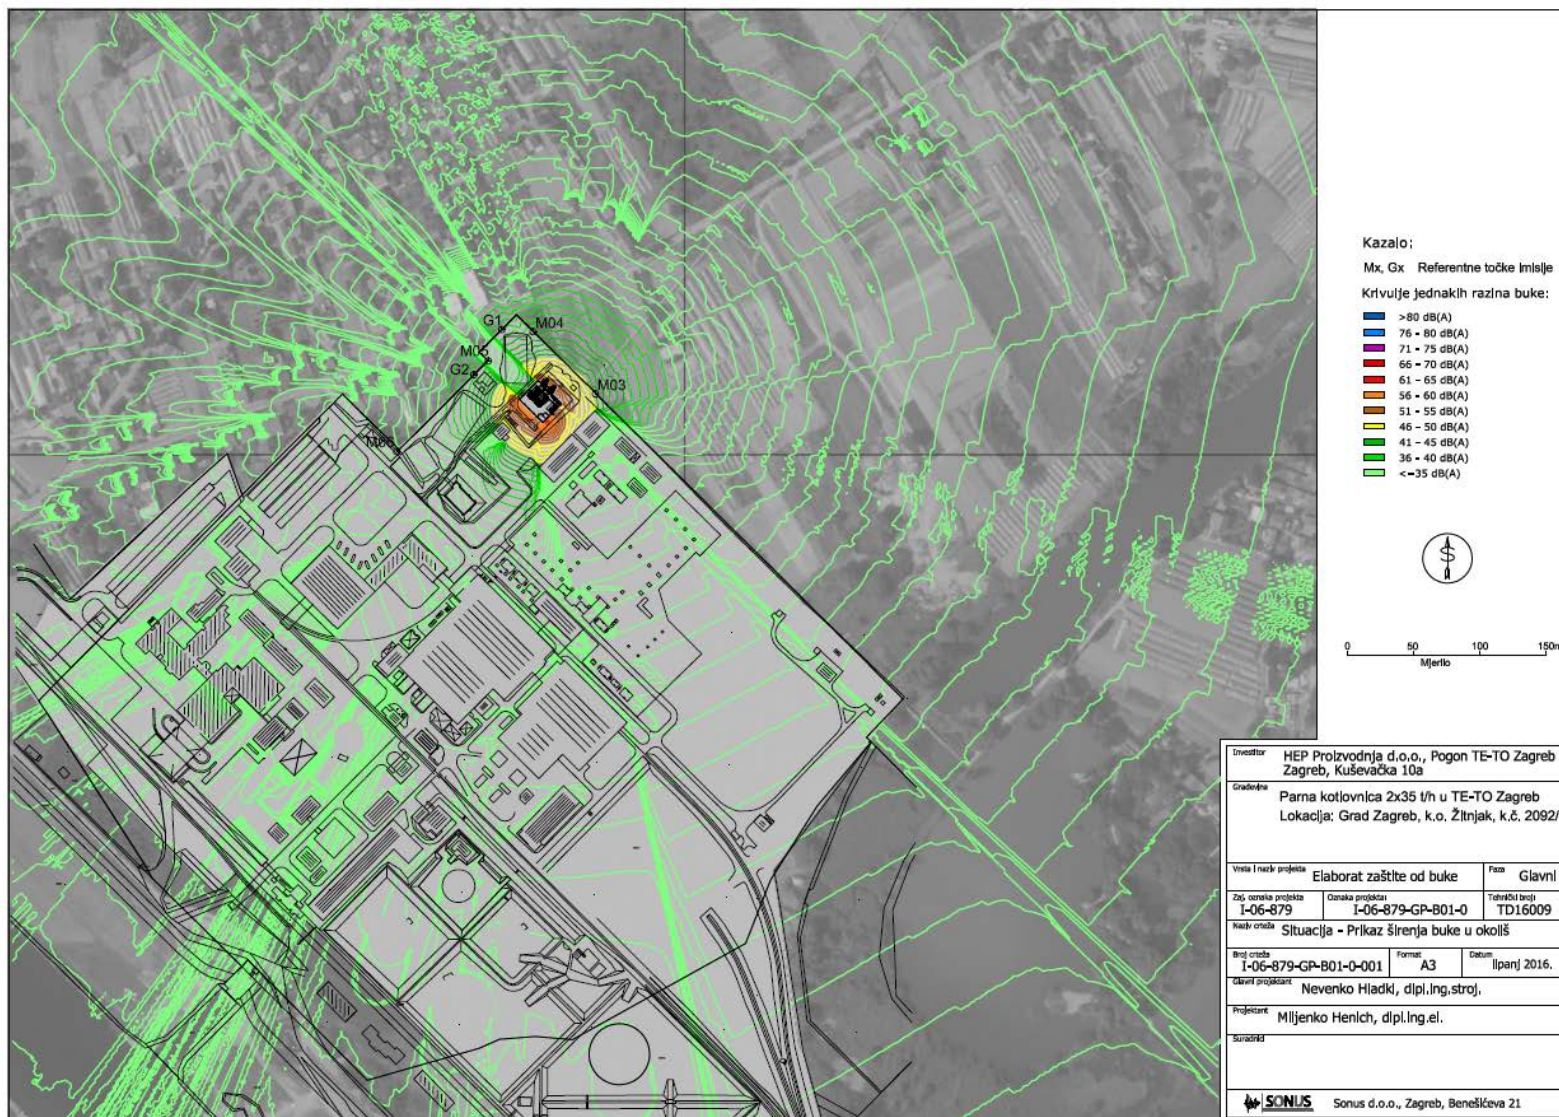 G1
M04
M05
G2
M03
M06
Kazalo:
Mx, Gx Referentne točke imisije
Krivulje jednakih razina buke:
>80 dB(A)
76 - 80 dB(A)
71 - 75 dB(A)
66 - 70 dB(A)
61 - 65 dB(A)
56 - 60 dB(A)
51 - 55 dB(A)
46 - 50 dB(A)
41 - 45 dB(A)
36 - 40 dB(A)
<-35 dB(A)
S
0 50 100 150m
Mjerilo
Investitor HEP Proizvodnja d.o.o., Pogon TE-TO Zagreb
Zagreb, Kuševačka 10a
Građevina
Parna kotlovnica 2x35 t/h u TE-TO Zagreb
Lokacija: Grad Zagreb, k.o. Žitnjak, k.č. 2092/
Vrsta i naziv projekta Elaborat zaštite od buke Faza Glavni
Zaj. oznaka projekta Oznaka projekta: Tehnički broj:
I-06-879 I-06-879-GP-B01-0 TD16009
Naziv crteža Situacija - Prikaz širenja buke u okoliš
Broj crteža Format Datum
I-06-879-GP-B01-0-001 A3 lipanj 2016.
Glavni projektant Nevenko Hladki, dipl.ing.stroj.
Projektant Miljenko Henich, dipl.ing.el.
Suradnici
SONUS Sonus d.o.o., Zagreb, Benešićeva 21